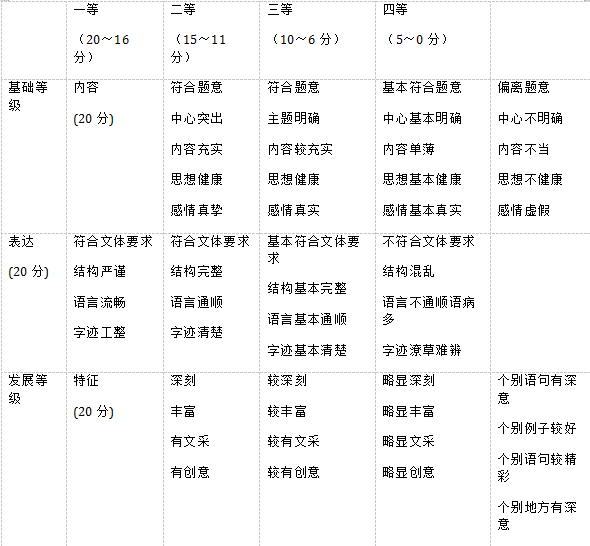 一等
（20～16
分）
二等
（15～11
分）
三等
（10～6 分）
四等
（5～0 分）
基础等
级
内容
(20 分)
符合题意
中心突出
内容充实
思想健康
感情真挚
符合题意
主题明确
内容较充实
思想健康
感情真实
基本符合题意
中心基本明确
内容单薄
思想基本健康
感情基本真实
偏离题意
中心不明确
内容不当
思想不健康
感情虚假
表达
(20 分)
符合文体要求
结构严谨
语言流畅
字迹工整
符合文体要求
结构完整
语言通顺
字迹清楚
基本符合文体要
求
结构基本完整
语言基本通顺
字迹基本清楚
不符合文体要求
结构混乱
语言不通顺语病
多
字迹潦草难辨
发展等
级
特征
(20 分)
深刻
丰富
有文采
有创意
较深刻
较丰富
较有文采
较有创意
略显深刻
略显丰富
略显文采
略显创意
个别语句有深
意
个别例子较好
个别语句较精
彩
个别地方有深
意